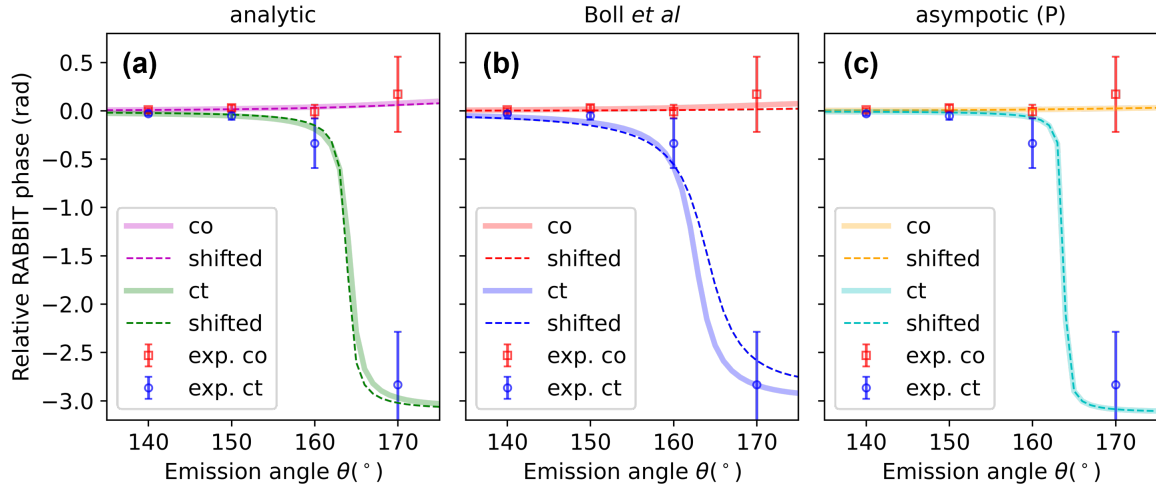 analytic
Boll et al
asympotic (P)
Relative RABBIT phase (rad)
0.5
0.0
−0.5
−1.0
−1.5
−2.0
−2.5
−3.0
(a)
co
shifted
ct
shifted
exp. co
exp. ct
140 150 160 170
Emission angle θ(°)
(b)
co
shifted
ct
shifted
exp. co
exp. ct
140 150 160 170
Emission angle θ(°)
(c)
co
shifted
ct
shifted
exp. co
exp. ct
140 150 160 170
Emission angle θ(°)